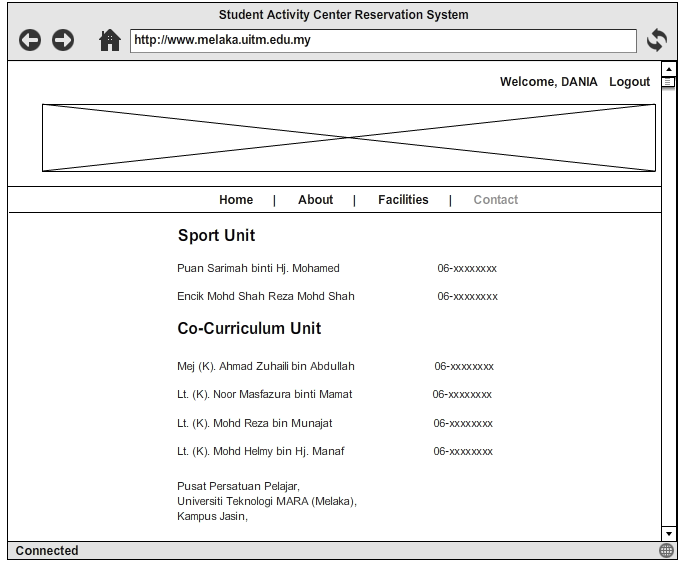 Student Activity Center Reservation System
http://www.melaka.uitm.edu.my
Welcome, DANIA Logout
Home | About | Facilities | Contact
Sport Unit
Puan Sarimah binti Hj. Mohamed 06-xxxxxxxx
Encik Mohd Shah Reza Mohd Shah 06-xxxxxxxx
Co-Curriculum Unit
Mej (K). Ahmad Zuhaili bin Abdullah 06-xxxxxxxx
Lt. (K). Noor Masfazura binti Mamat 06-xxxxxxxx
Lt. (K). Mohd Reza bin Munajat 06-xxxxxxxx
Lt. (K). Mohd Helmy bin Hj. Manaf 06-xxxxxxxx
Pusat Persatuan Pelajar,
Universiti Teknologi MARA (Melaka),
Kampus Jasin,
Connected